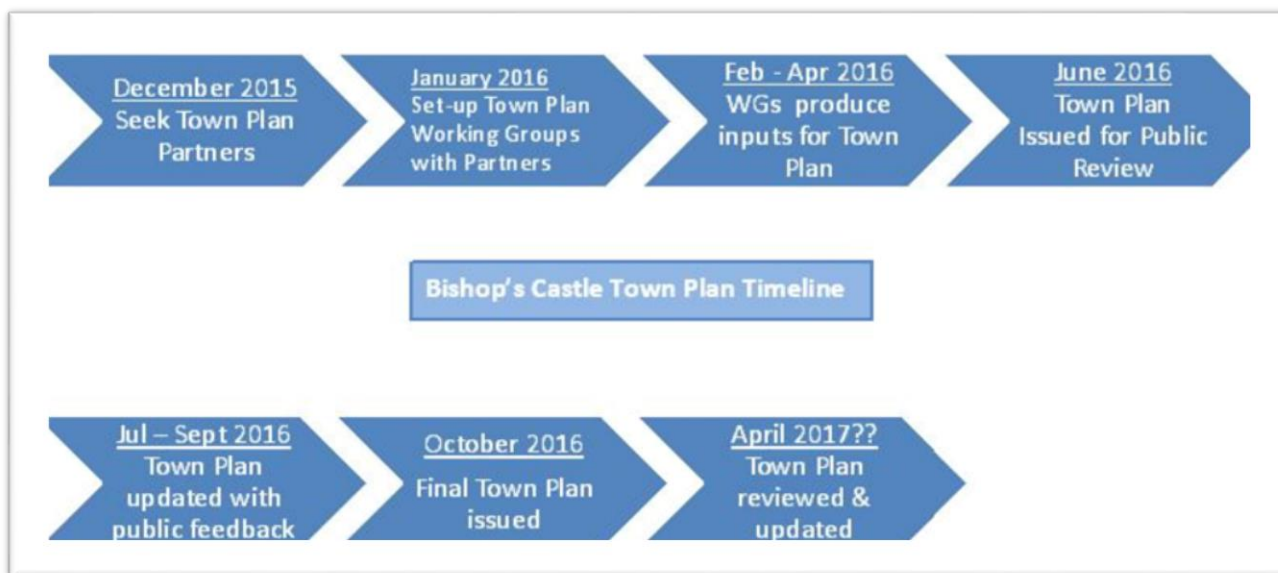 December 2015
Seek Town Plan
Partners
January 2016
Set-up Town Plan
Working Groups
with Partners
Feb - Apr 2016
WGs produce
inputs for Town
Plan
June 2016
Town Plan
Issued for Public
Review
Bishop's Castle Town Plan Timeline
Jul – Sept 2016
Town Plan
updated with
public feedback
October 2016
Final Town Plan
issued
April 2017??
Town Plan
reviewed &
updated